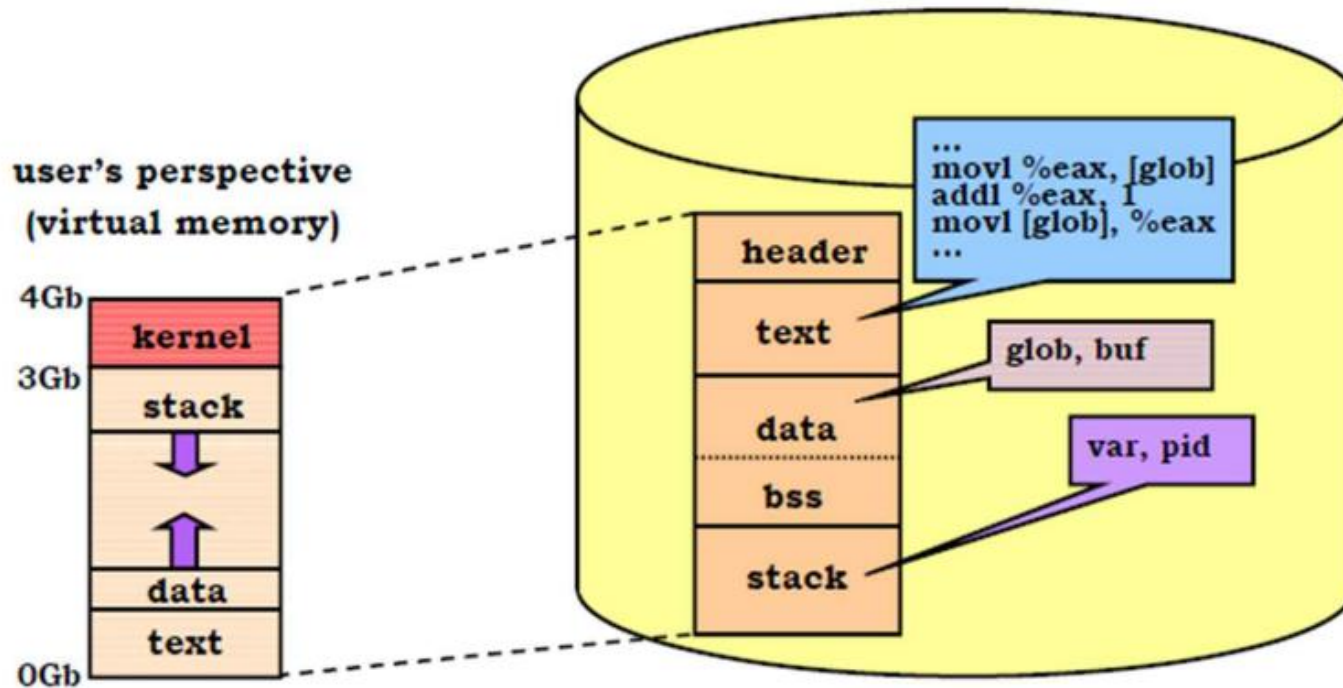 user's perspective
(virtual memory)
4Gb
kernel
3Gb
stack
data
text
0Gb
header
text
data
bss
stack
...
movl %eax, [glob]
addl %eax, 1
movl [glob], %eax
...
glob, buf
var, pid